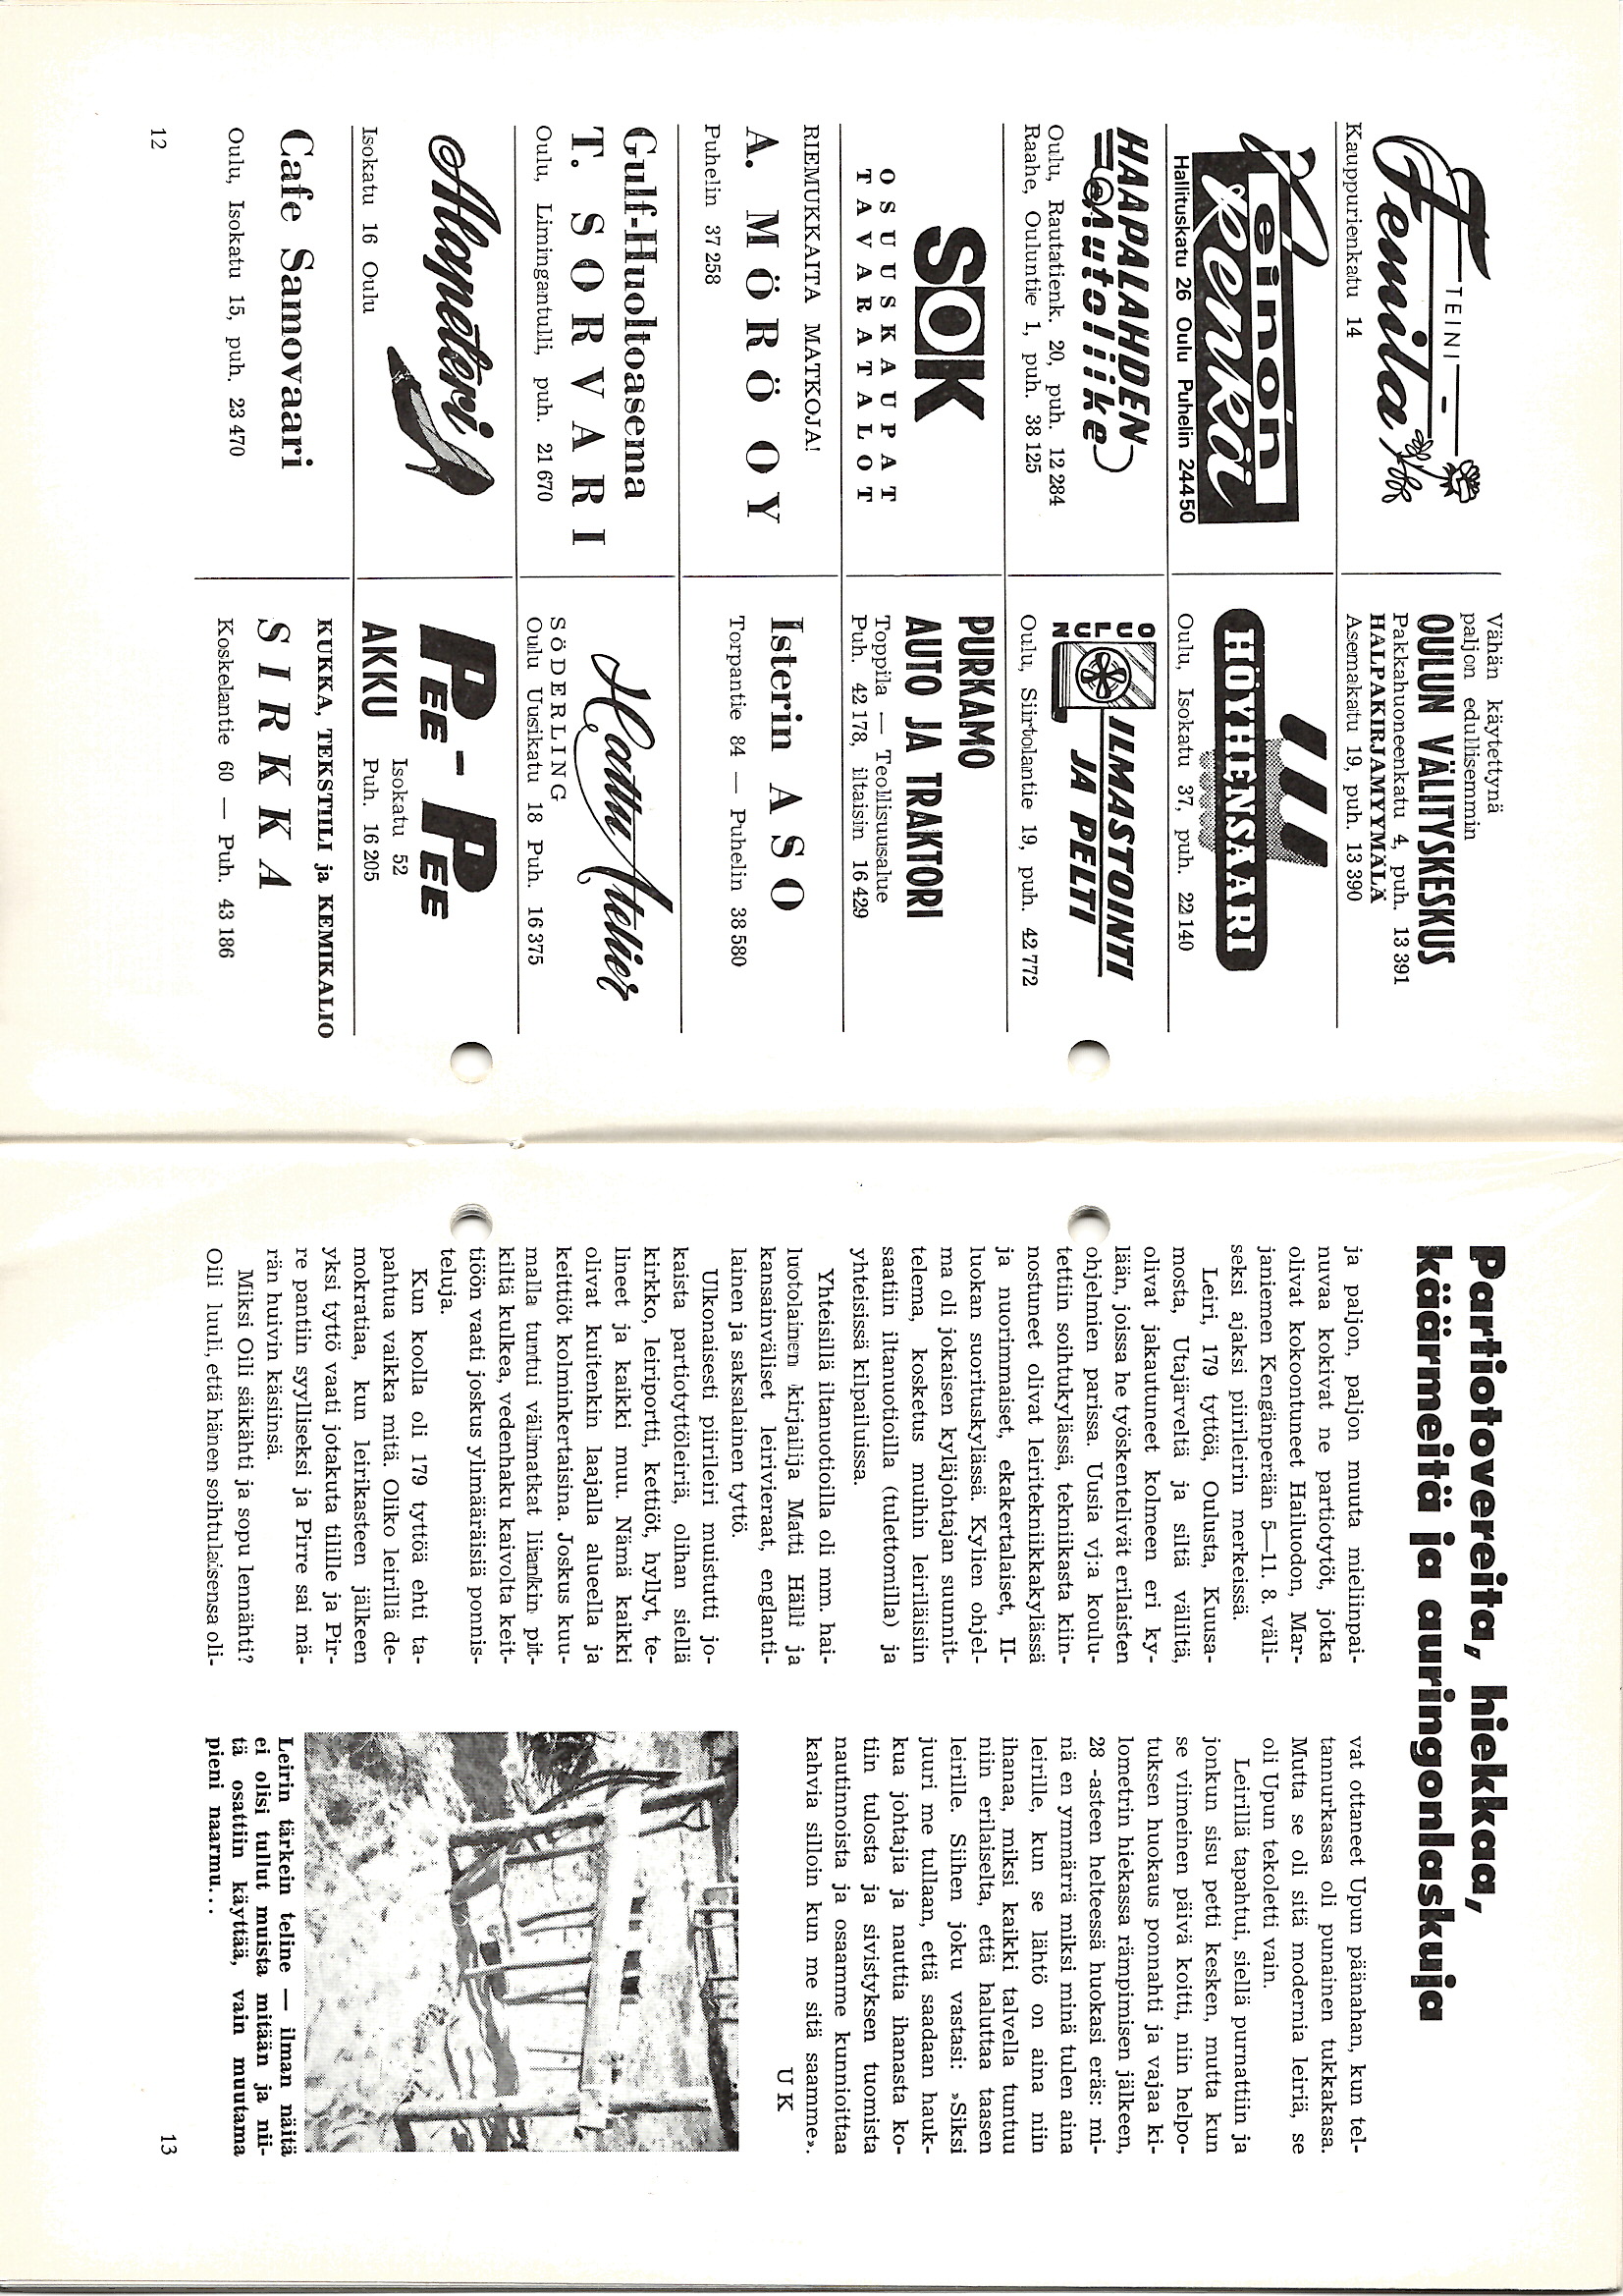 TEINI -
Femila
Kauppurienkatu 14
Leinon
Kenkä
Hallituskatu 26 Oulu Puhelin 24450
HAAPALAHDEN
Autoliike
Oulu, Rautatienk. 20, puh. 12 284
Raahe, Ouluntie 1, puh. 38 125
SOK
OSUUSKAUPAT
TAVARATALOT
RIEMUKKAITA MATKOJA!
A. MÖRÖ OY
Puhelin 37 258
Gulf-Huoltoasema
T. SORVARI
Oulu, Limingantulli, puh. 21 670
Alopeteri
Isokatu 16 Oulu
Cafe Samovaari
Oulu, Isokatu 15, puh. 23 470
12
Vähän käytettynä
paljon edullisemmin
OULUN VÄLITYSKESKUS
Pakkahuoneenkatu 4, puh. 13 391
HALPAKIRJAMYYMÄLÄ
Asemakatu 19, puh. 13 390
HÖYHENSAARI
Oulu, Isokatu 37, puh. 22 140
OULUN
ILMASTOINTI
JA PELTI
Oulu, Siirtolantie 19, puh. 42 772
PURKAMO
AUTO JA TRAKTORI
Toppila — Teollisuusalue
Puh. 42 178, iltaisin 16 429
Isterin ASO
Torpantie 84 — Puhelin 38 580
Hattu Atelier
SÖDERLING
Oulu Uusikatu 18 Puh. 16 375
PEE-PEE
AKKU
Isokatu 52
Puh. 16 205
KUKKA, TEKSTIILI ja KEMIKALIO
SIRKKA
Koskelantie 60 — Puh. 43 186
Partiotovereita, hiekkaa,
käärmeitä ja auringonlaskuja
ja paljon, paljon muuta mieliinpai-
nuvaa kokivat ne partiotytöt, jotka
olivat kokoontuneet Hailuodon, Mar-
janiemen Kengänperään 5—11. 8. väli-
seksi ajaksi piirileirin merkeissä.
Leiri, 179 tyttöä, Oulusta, Kuusa-
mosta, Utajärveltä ja siltä väliltä,
olivat jakautuneet kolmeen eri ky-
lään, joissa he työskentelivät erilaisten
ohjelmien parissa. Uusia vj:a koulu-
tettiin soihtukylässä, tekniikasta kiin-
nostuneet olivat leiritekniikkakylässä
ja nuorimmaiset, ekakertalaiset, II-
luokan suorituskylässä. Kylien ohjel-
ma oli jokaisen kyläjohtajan suunnit-
telema, kosketus muihin leiriläisiin
saatiin iltanuotioilla (tulettomilla) ja
yhteisissä kilpailuissa.
Yhteisillä iltanuotioilla oli mm. hai-
luotolainen kirjailija Matti Hälli ja
kansainväliset leirivieraat, englanti-
lainen ja saksalainen tyttö.
Ulkonaisesti piirileiri muistutti jo-
kaista partiotyttöleiriä, olihan siellä
kirkko, leiriportti, kettiöt, hyllyt, te-
lineet ja kaikki muu. Nämä kaikki
olivat kuitenkin laajalla alueella ja
keittiöt kolminkertaisina. Joskus kuu-
malla tuntui välimatkat liiankin pit-
kiltä kulkea, vedenhaku kaivolta keit-
tiöön vaati joskus ylimääräisiä ponnis-
teluja.
Kun koolla oli 179 tyttöä ehti ta-
pahtua vaikka mitä. Oliko leirillä de-
mokratiaa, kun leirikasteen jälkeen
yksi tyttö vaati jotakuta tilille ja Pir-
re pantiin syylliseksi ja Pirre sai mä-
rän huivin käsiinsä.
Miksi Oili säikähti ja sopu lennähti?
Oili luuli, että hänen soihtulaisensa oli-
vat ottaneet Upun päänahan, kun tel-
tannurkassa oli punainen tukkakasa.
Mutta se oli sitä modernia leiriä, se
oli Upun tekoletti vain.
Leirillä tapahtui, siellä purnattiin ja
jonkun sisu petti kesken, mutta kun
se viimeinen päivä koitti, niin helpo-
tuksen huokaus ponnahti ja vajaa ki-
lometrin hiekassa rämpimisen jälkeen,
28 -asteen helteessä huokasi eräs: mi-
nä en ymmärrä miksi minä tulen aina
leirille, kun se lähtö on aina niin
ihanaa, miksi kaikki talvella tuntuu
niin erilaiselta, että haluttaa taasen
leirille. Siihen joku vastasi: »Siksi
juuri me tullaan, että saadaan hauk-
kua johtajia ja nauttia ihanasta ko-
tiin tulosta ja sivistyksen tuomista
nautinnoista ja osaamme kunnioittaa
kahvia silloin kun me sitä saamme».
U K
Leirin tärkein teline — ilman näitä
ei olisi tullut muista mitään ja nii-
tä osattiin käyttää, vain muutama
pieni naarmu. . .
13